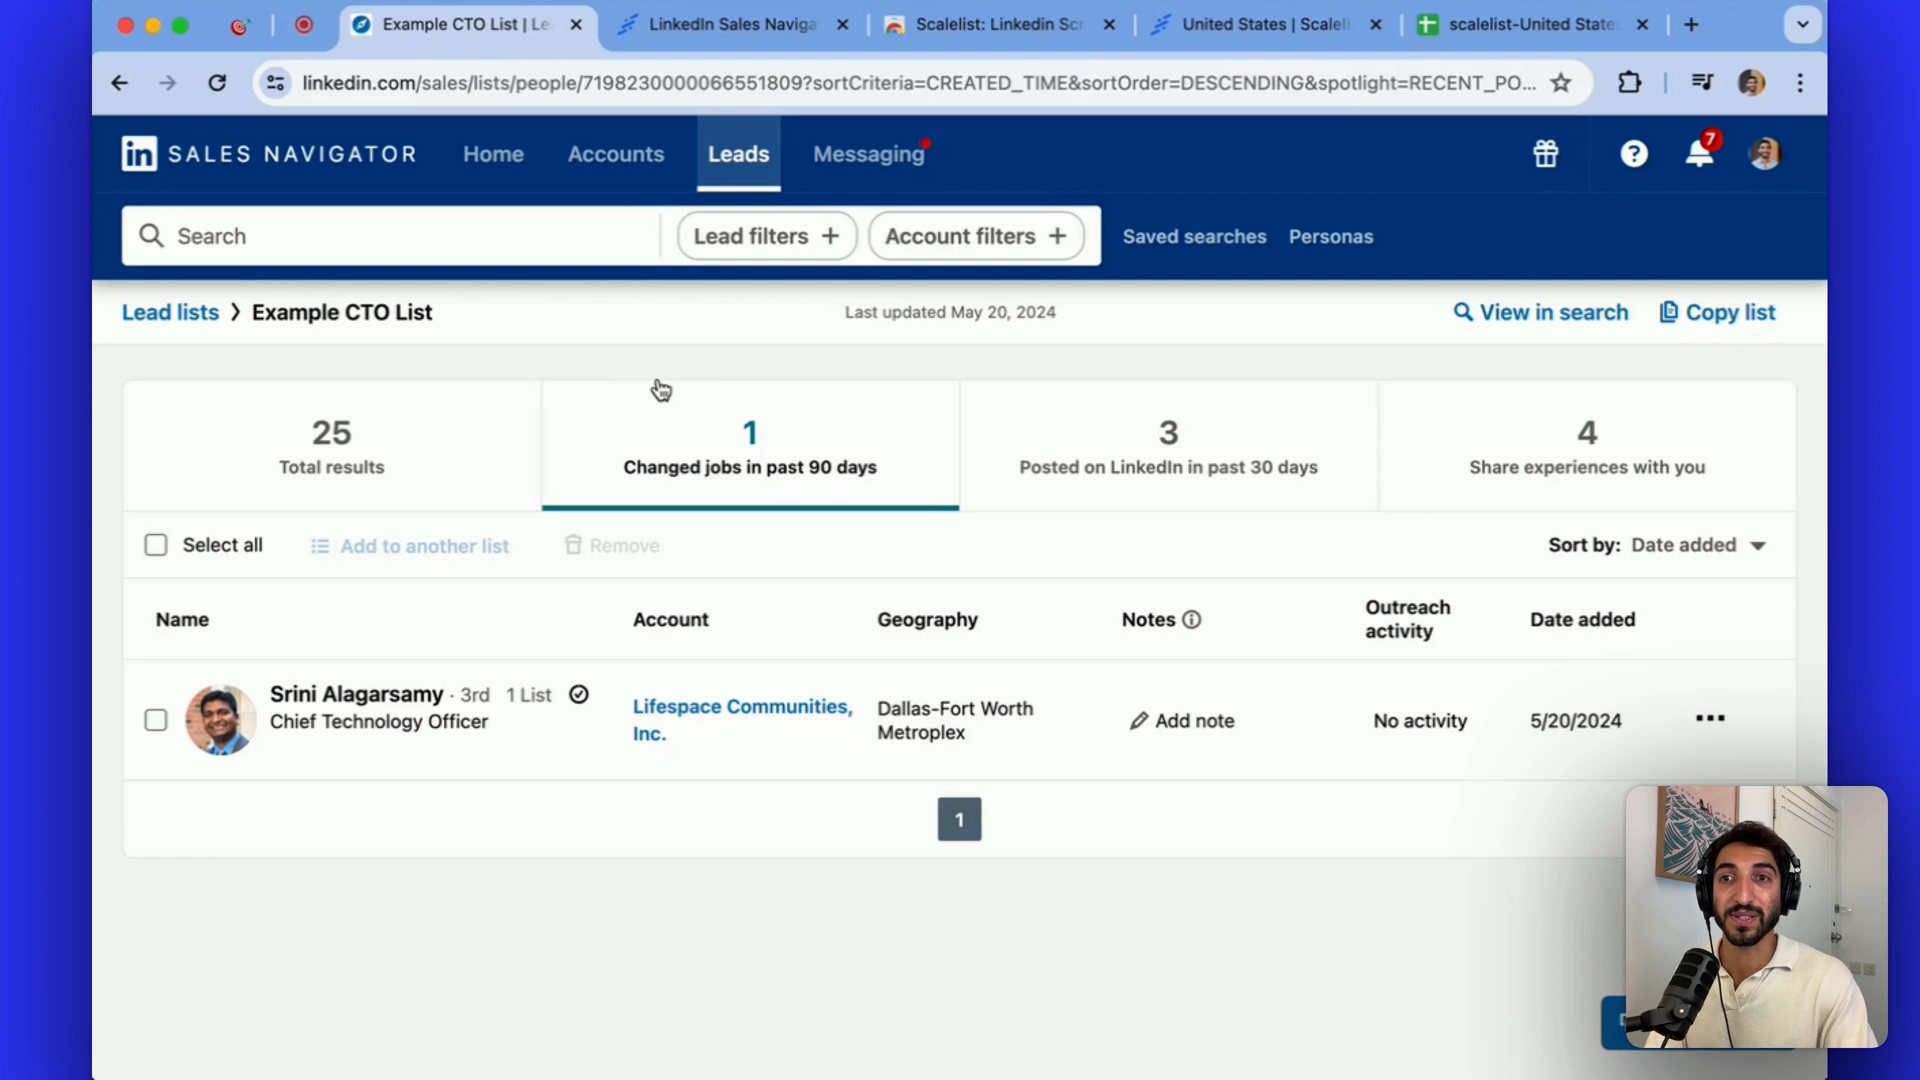 Example CTO List | Le
LinkedIn Sales Naviga
Scalelist: Linkedin Scr
United States | Scaleli
scalelist-United State
linkedin.com/sales/lists/people/7198230000066551809?sortCriteria=CREATED_TIME&sortOrder=DESCENDING&spotlight=RECENT_PO...
in SALES NAVIGATOR
Home
Accounts
Leads
Messaging
7
Search
Lead filters +
Account filters +
Saved searches
Personas
Lead lists > Example CTO List
Last updated May 20, 2024
View in search
Copy list
25
Total results
1
Changed jobs in past 90 days
3
Posted on LinkedIn in past 30 days
4
Share experiences with you
Select all
Add to another list
Remove
Sort by: Date added
Name
Account
Geography
Notes
Outreach
activity
Date added
Srini Alagarsamy · 3rd 1 List
Chief Technology Officer
Lifespace Communities,
Inc.
Dallas-Fort Worth
Metroplex
Add note
No activity
5/20/2024
1